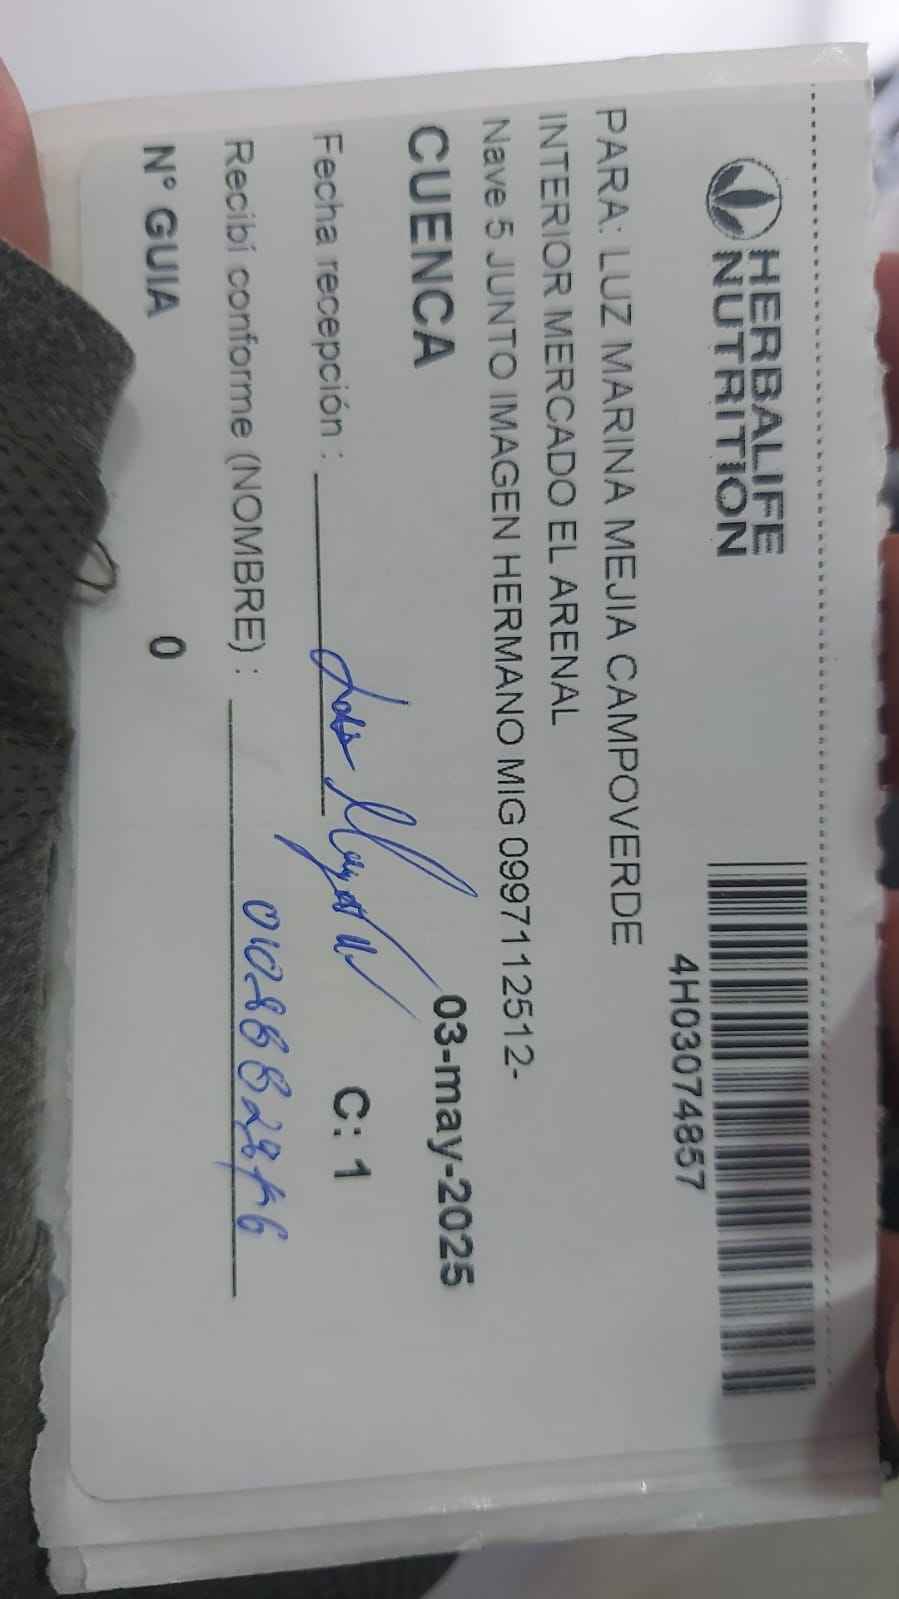 HERBALIFE
NUTRITION
4H03074857
PARA: LUZ MARINA MEJIA CAMPOVERDE
INTERIOR MERCADO EL ARENAL
Nave 5 JUNTO IMAGEN HERMANO MIG 0997112512-
CUENCA 03-may-2025
Fecha recepción : C: 1
Recibí conforme (NOMBRE) :
N° GUIA 0